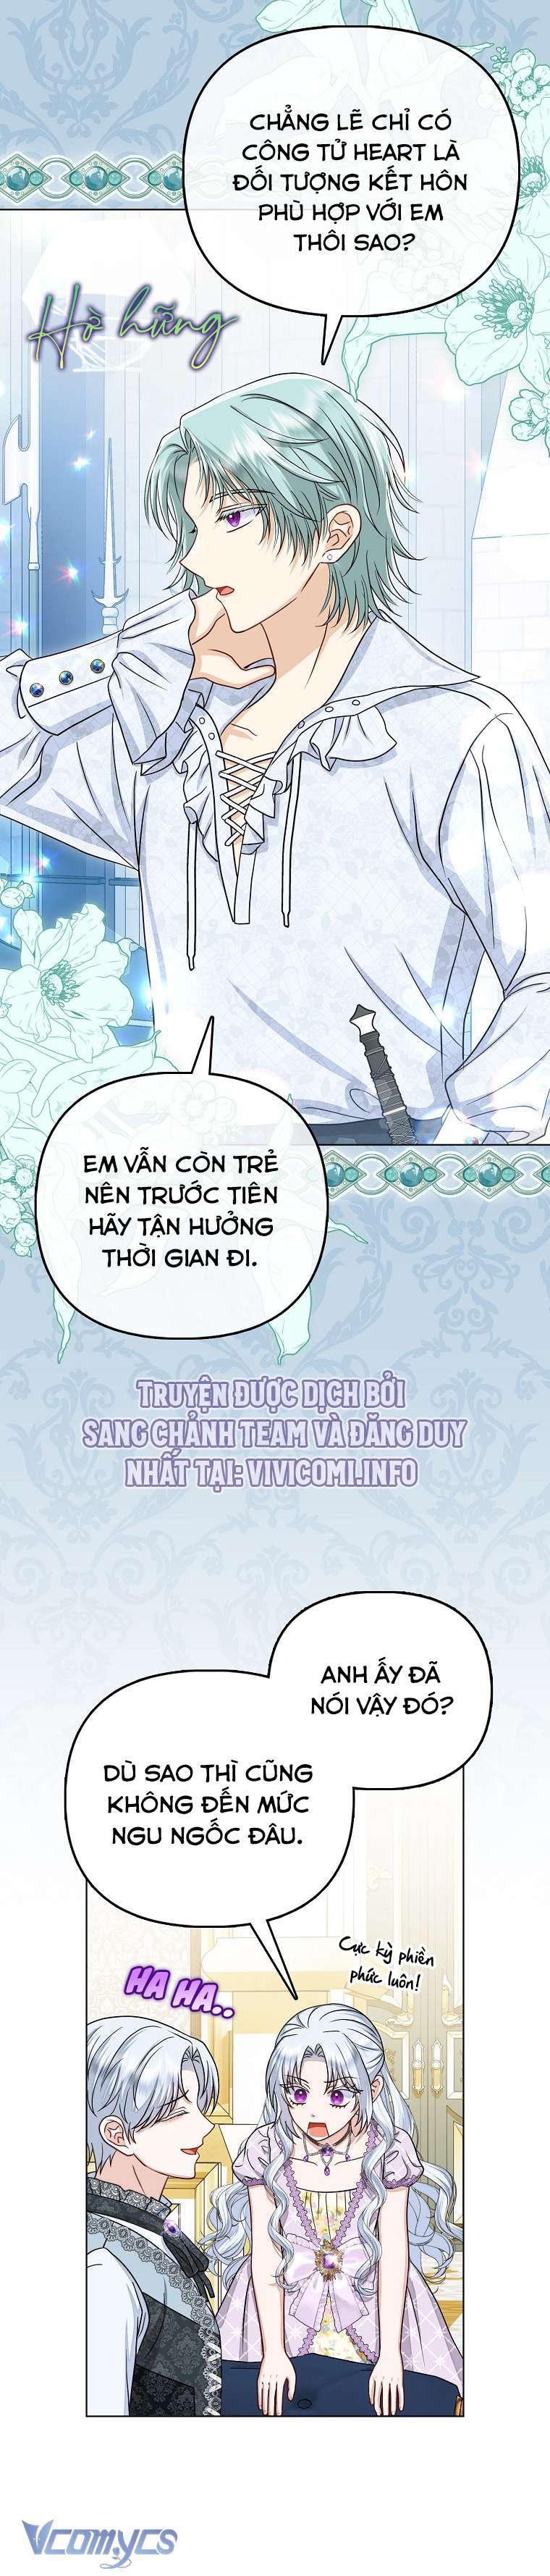 CHẲNG LẼ CHỈ CÓ
CÔNG TỬ HEART LÀ
ĐỐI TƯỢNG KẾT HÔN
PHÙ HỢP VỚI EM
THÔI SAO?
Hờ hững
EM VẪN CÒN TRẺ
NÊN TRƯỚC TIÊN
HÃY TẬN HƯỞNG
THỜI GIAN ĐI.
TRUYỆN ĐƯỢC DỊCH BỞI
SANG CHẢNH TEAM VÀ ĐĂNG DUY
NHẤT TẠI: VIVICOMI.INFO
ANH ẤY ĐÃ
NÓI VẬY ĐÓ?
DÙ SAO THÌ CŨNG
KHÔNG ĐẾN MỨC
NGU NGỐC ĐÂU.
Cực kỳ phiền
phức luôn!
HA HA..
VCOMYCS